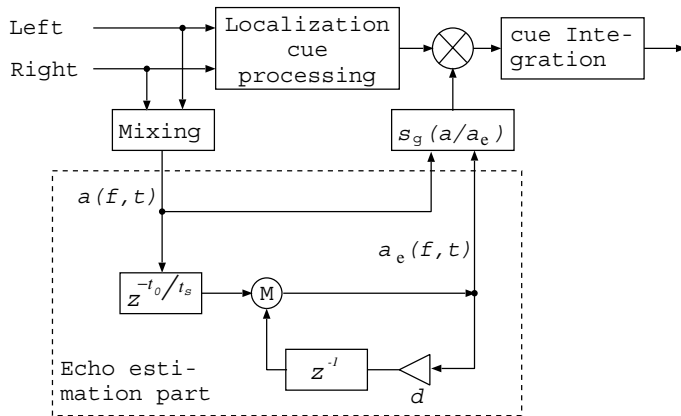 Left
Right
Localization
cue
processing
cue Inte-
gration
Mixing
s_g(a/a_e)
a(f,t)
a_e(f,t)
z^{-t_0/t_s}
M
z^{-1}
d
Echo esti-
mation part